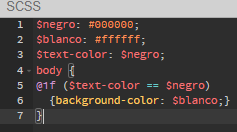 SCSS
1 $negro: #000000;
2 $blanco: #ffffff;
3 $text-color: $negro;
4 body {
5 @if ($text-color == $negro)
6 {background-color: $blanco;}
7 }